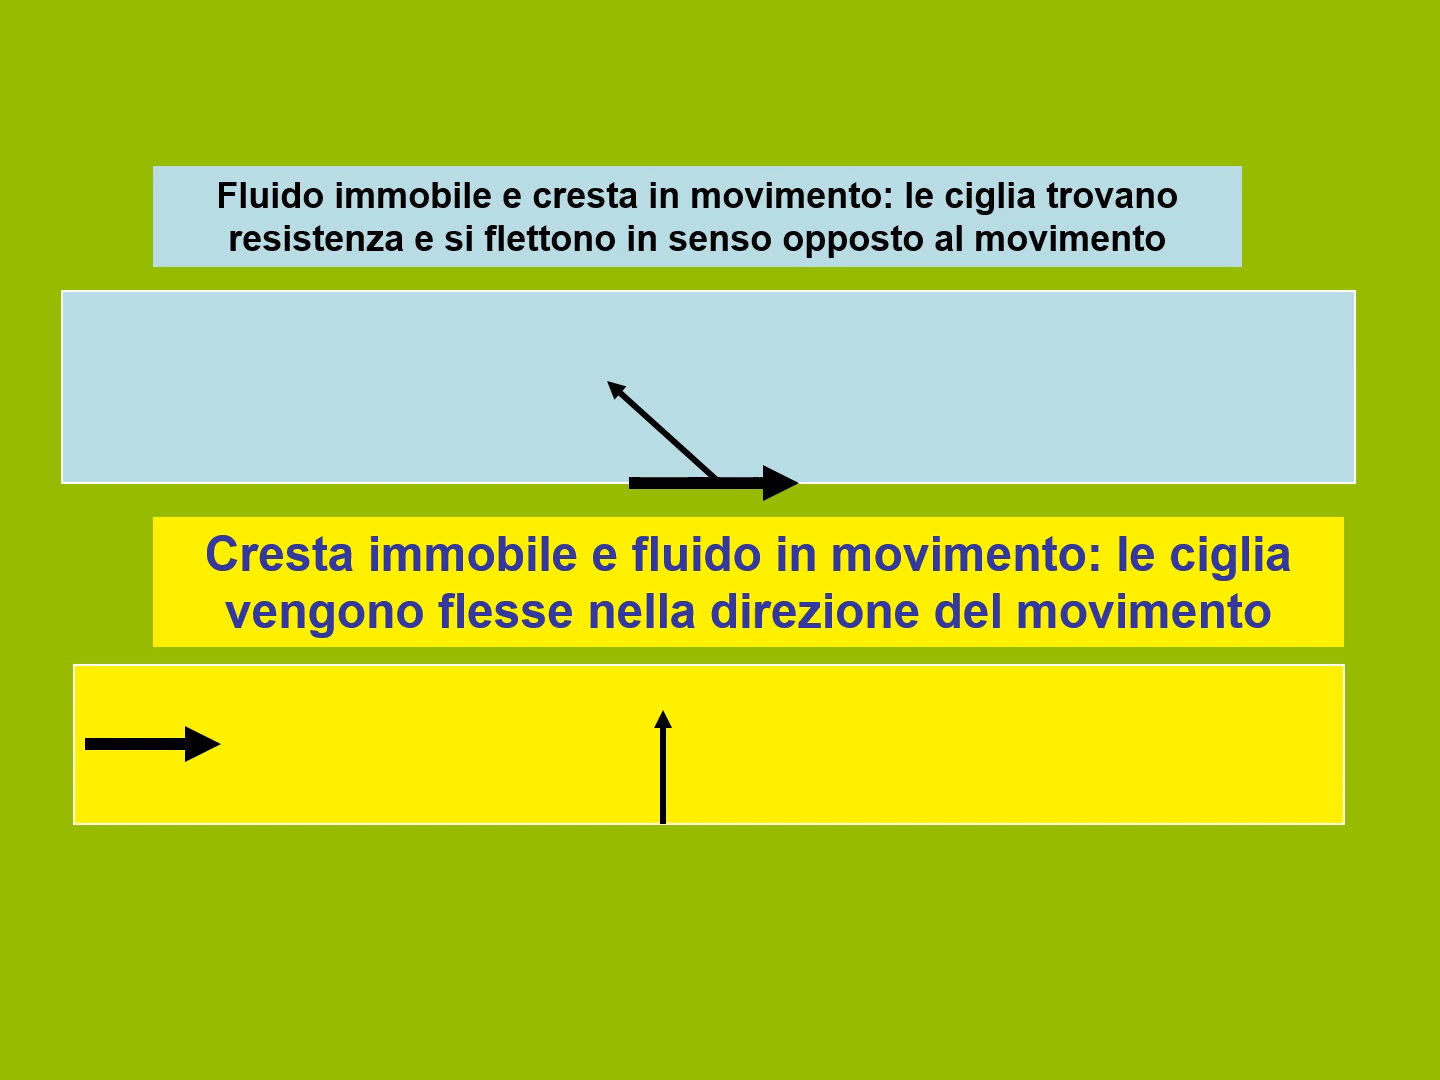 Fluido immobile e cresta in movimento: le ciglia trovano
resistenza e si flettono in senso opposto al movimento
Cresta immobile e fluido in movimento: le ciglia
vengono flesse nella direzione del movimento